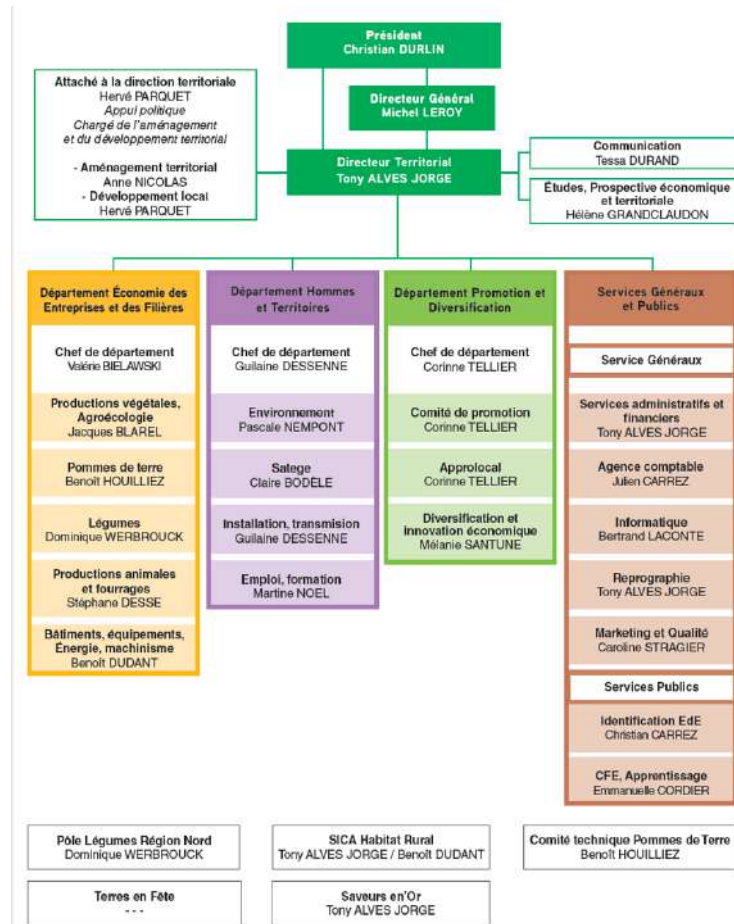 Président
Christian DURLIN
Directeur Général
Michel LEROY
Attaché à la direction territoriale
Hervé PARQUET
Appui politique
Chargé de l'aménagement
et du développement territorial
- Aménagement territorial
Anne NICOLAS
- Développement local
Hervé PARQUET
Directeur Territorial
Tony ALVES JORGE
Communication
Tessa DURAND
Études, Prospective économique
et territoriale
Hélène GRANDCLAUDON
Département Économie des
Entreprises et des Filières
Chef de département
Valérie BIELAWSKI
Productions végétales,
Agroécologie
Jacques BLAREL
Pommes de terre
Benoît HOUILLIEZ
Légumes
Dominique WERBROUCK
Productions animales
et fourrages
Stéphane DESSE
Bâtiments, équipements,
Énergie, machinisme
Benoît DUDANT
Département Hommes
et Territoires
Chef de département
Guilaine DESSENNE
Environnement
Pascale NEMPONT
Satege
Claire BODÈLE
Installation, transmision
Guilaine DESSENNE
Emploi, formation
Martine NOEL
Département Promotion et
Diversification
Chef de département
Corinne TELLIER
Comité de promotion
Corinne TELLIER
Approlocal
Corinne TELLIER
Diversification et
innovation économique
Mélanie SANTUNE
Services Généraux
et Publics
Service Généraux
Services administratifs et
financiers
Tony ALVES JORGE
Agence comptable
Julien CARREZ
Informatique
Bertrand LACONTE
Reprographie
Tony ALVES JORGE
Marketing et Qualité
Caroline STRAGIER
Services Publics
Identification EdE
Christian CARREZ
CFE, Apprentissage
Emmanuelle CORDIER
Pôle Légumes Région Nord
Dominique WERBROUCK
SICA Habitat Rural
Tony ALVES JORGE / Benoît DUDANT
Comité technique Pommes de Terre
Benoît HOUILLIEZ
Terres en Fête
- - -
Saveurs en'Or
Tony ALVES JORGE